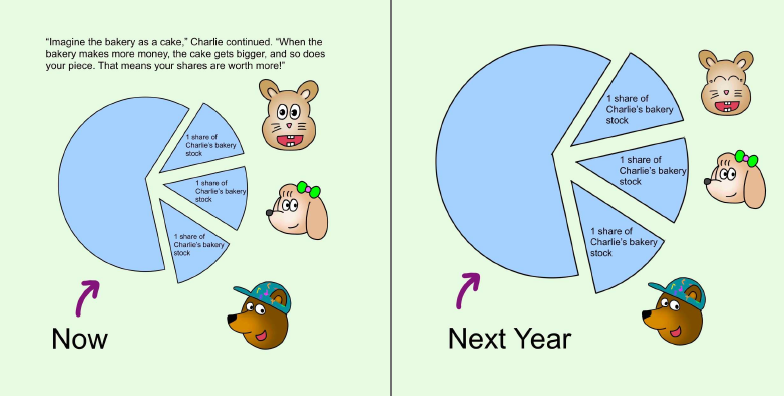 “Imagine the bakery as a cake,” Charlie continued. “When the
bakery makes more money, the cake gets bigger, and so does
your piece. That means your shares are worth more!”
1 share of
Charlie’s bakery
stock
1 share of
Charlie’s bakery
stock
1 share of
Charlie’s bakery
stock
Now
1 share of
Charlie’s bakery
stock
1 share of
Charlie’s bakery
stock
1 share of
Charlie’s bakery
stock
Next Year